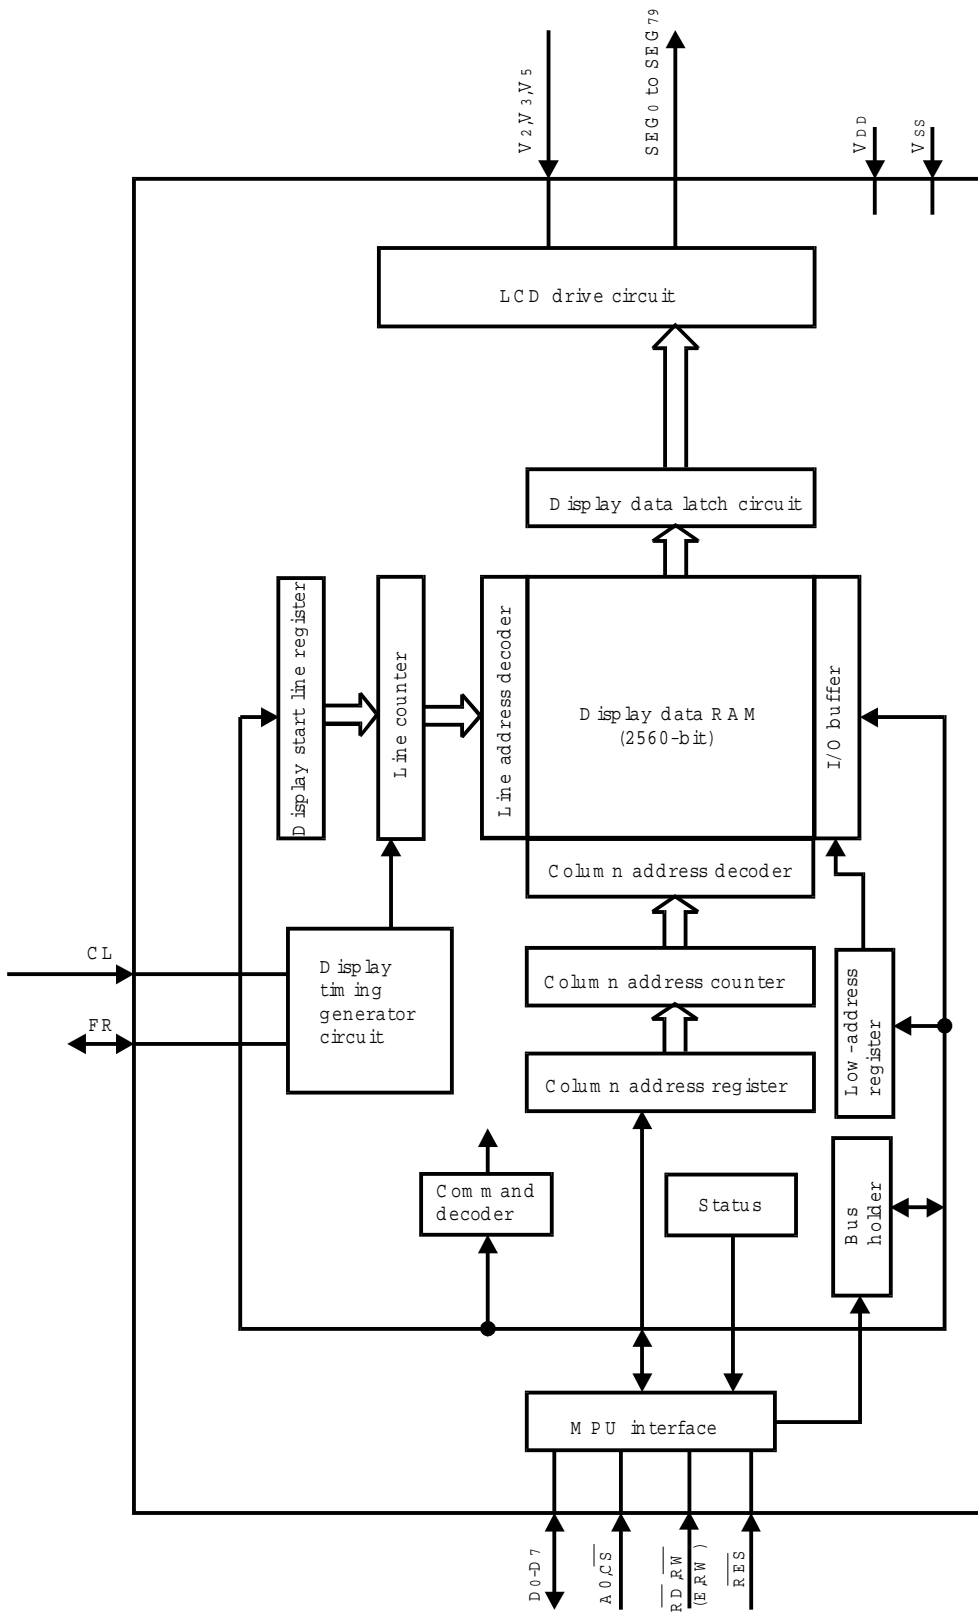 V2,V3,V5
SEG0 to SEG79
VDD
VSS
LCD drive circuit
Display data latch circuit
Display start line register
Line counter
Line address decoder
Display data RAM
(2560-bit)
I/O buffer
Column address decoder
CL
FR
Display
timing
generator
circuit
Column address counter
Low-address
register
Column address register
Command
decoder
Status
Bus
holder
MPU interface
D0-D7
A0,CS
RD,RW
(E,RW)
RES